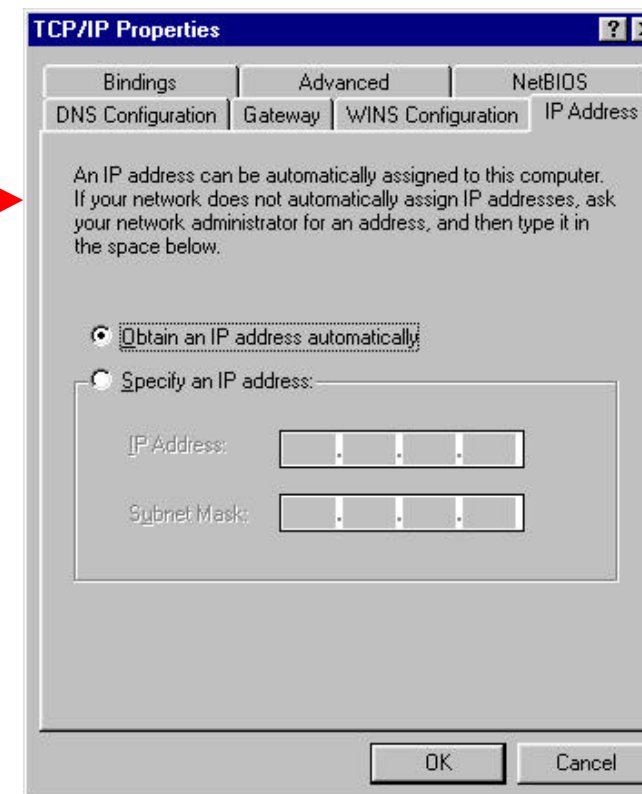 TCP/IP Properties
Bindings Advanced NetBIOS
DNS Configuration Gateway WINS Configuration IP Address
An IP address can be automatically assigned to this computer.
If your network does not automatically assign IP addresses, ask
your network administrator for an address, and then type it in
the space below.
Obtain an IP address automatically
Specify an IP address:
IP Address:
Subnet Mask:
OK Cancel